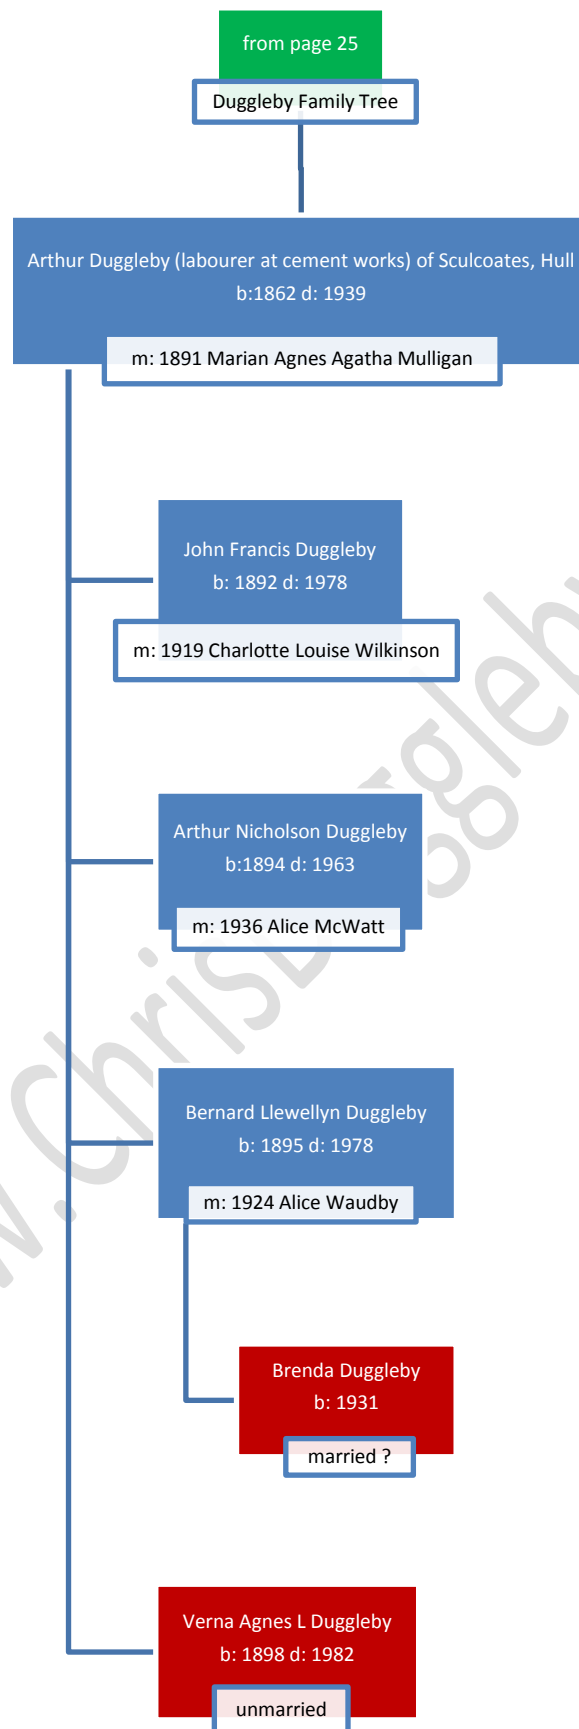 from page 25
Duggleby Family Tree
Arthur Duggleby (labourer at cement works) of Sculcoates, Hull
b:1862 d: 1939
m: 1891 Marian Agnes Agatha Mulligan
John Francis Duggleby
b: 1892 d: 1978
m: 1919 Charlotte Louise Wilkinson
Arthur Nicholson Duggleby
b:1894 d: 1963
m: 1936 Alice McWatt
Bernard Llewellyn Duggleby
b: 1895 d: 1978
m: 1924 Alice Waudby
Brenda Duggleby
b: 1931
married ?
Verna Agnes L Duggleby
b: 1898 d: 1982
unmarried